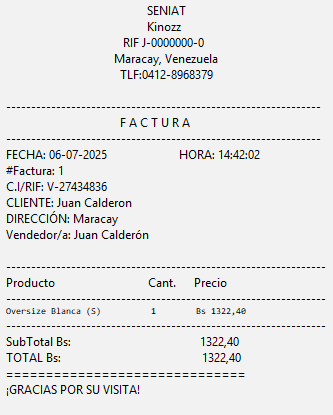 SENIAT
Kinozz
RIF J-0000000-0
Maracay, Venezuela
TLF:0412-8968379
--------------------------------------------------------------------------------
F A C T U R A
--------------------------------------------------------------------------------
FECHA: 06-07-2025 HORA: 14:42:02
#Factura: 1
C.I/RIF: V-27434836
CLIENTE: Juan Calderon
DIRECCIÓN: Maracay
Vendedor/a: Juan Calderón
--------------------------------------------------------------------------------
Producto Cant. Precio
--------------------------------------------------------------------------------
Oversize Blanca (S) 1 Bs 1322,40
--------------------------------------------------------------------------------
SubTotal Bs: 1322,40
TOTAL Bs: 1322,40
==============================
¡GRACIAS POR SU VISITA!